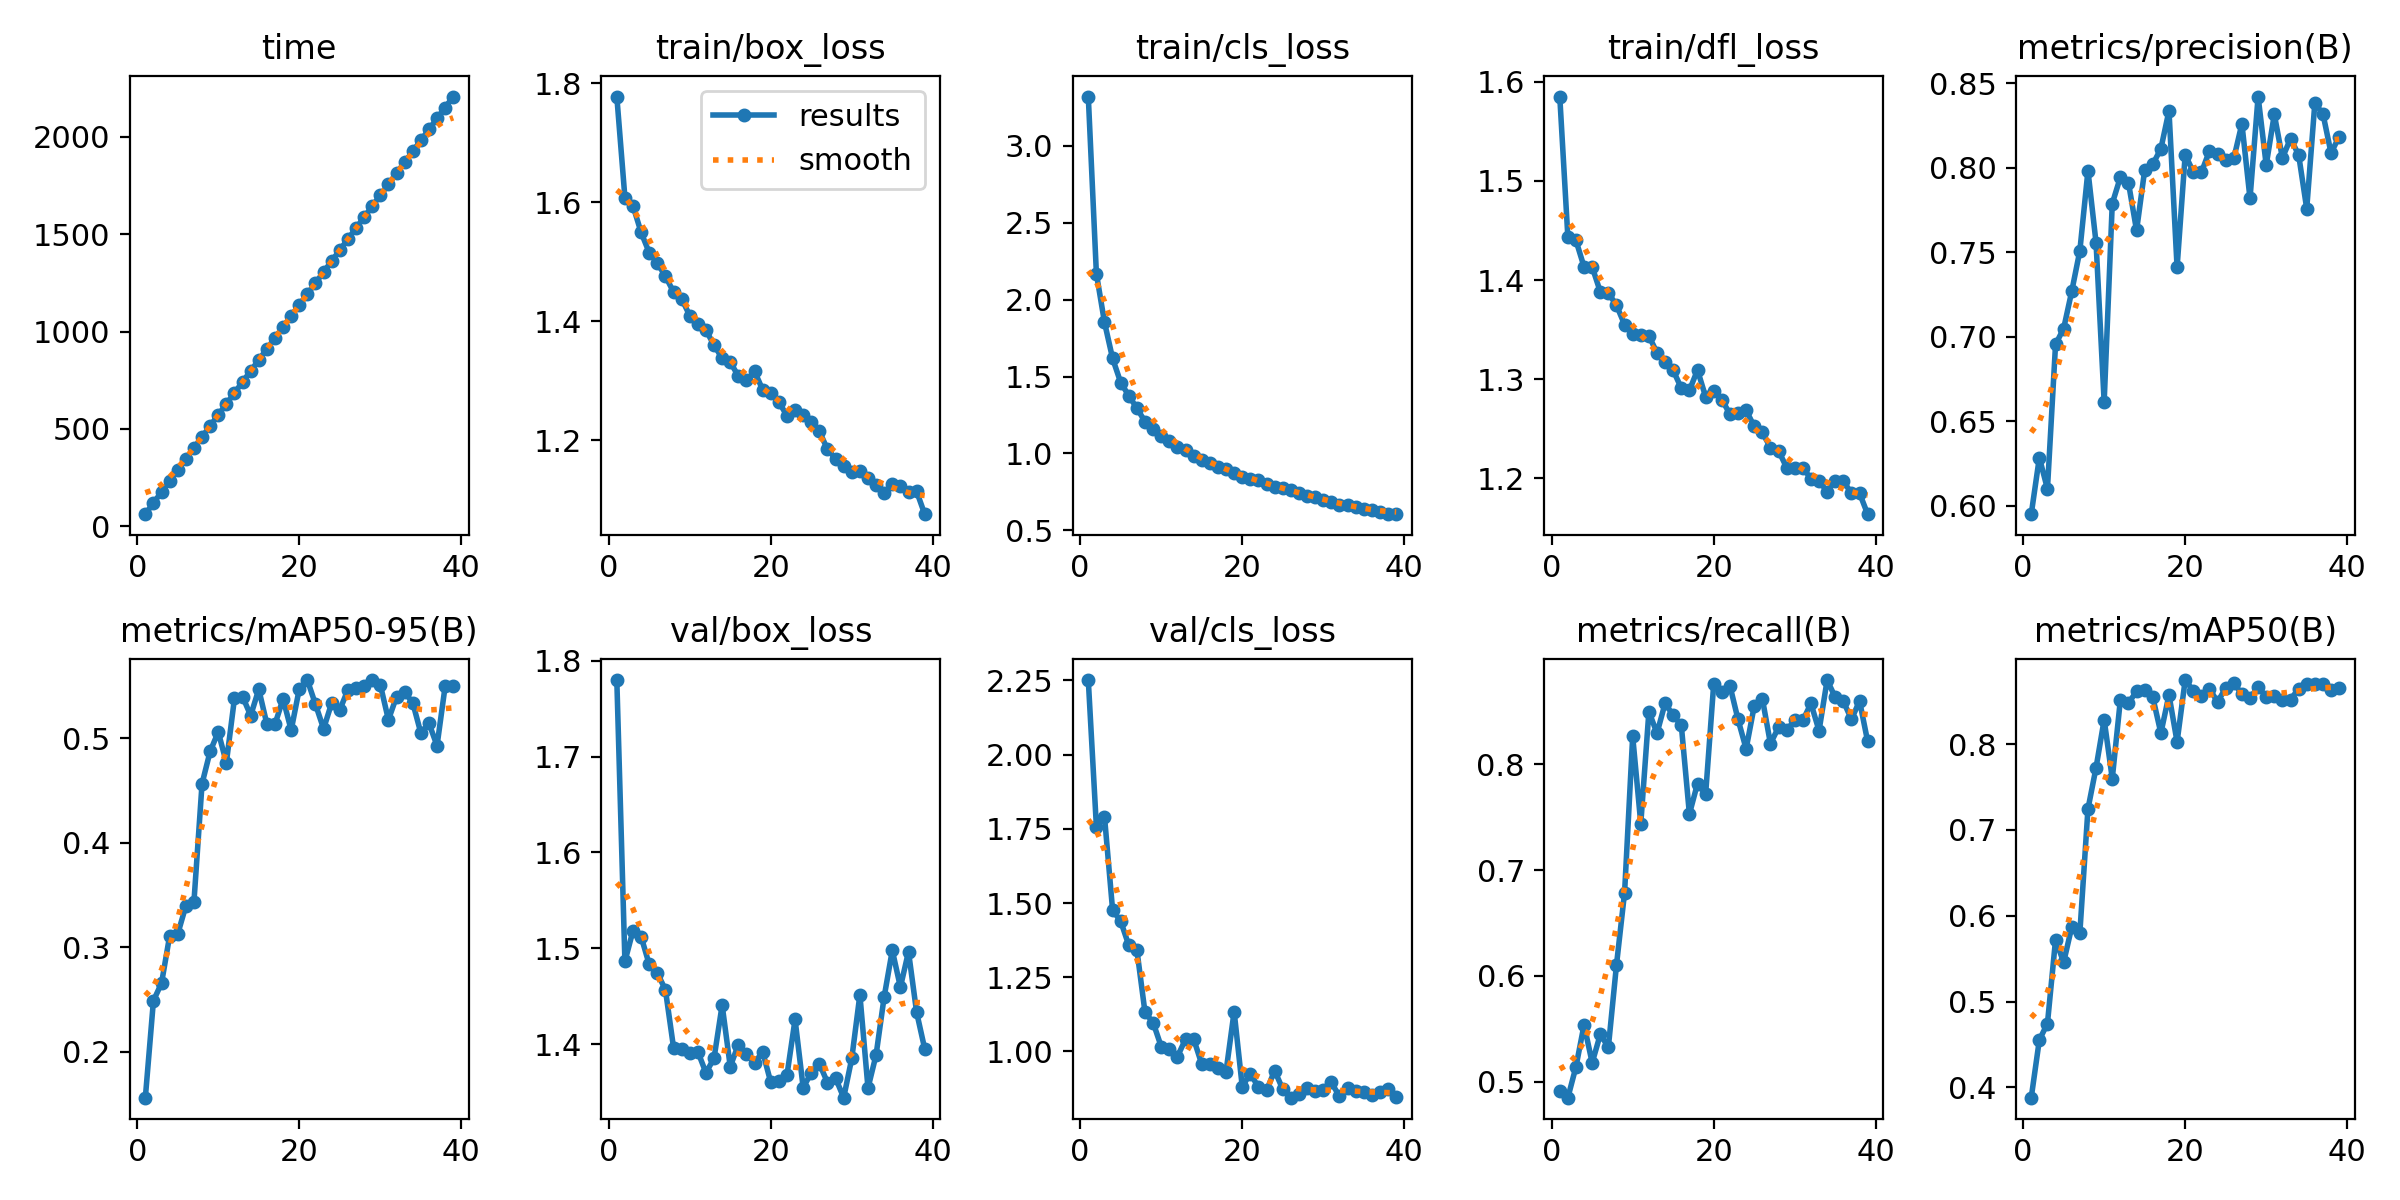 time
2000
1500
1000
500
0
0 20 40
train/box_loss
results
smooth
1.8
1.6
1.4
1.2
0 20 40
train/cls_loss
3.0
2.5
2.0
1.5
1.0
0.5
0 20 40
train/dfl_loss
1.6
1.5
1.4
1.3
1.2
0 20 40
metrics/precision(B)
0.85
0.80
0.75
0.70
0.65
0.60
0 20 40
metrics/mAP50-95(B)
0.5
0.4
0.3
0.2
0 20 40
val/box_loss
1.8
1.7
1.6
1.5
1.4
0 20 40
val/cls_loss
2.25
2.00
1.75
1.50
1.25
1.00
0 20 40
metrics/recall(B)
0.8
0.7
0.6
0.5
0 20 40
metrics/mAP50(B)
0.8
0.7
0.6
0.5
0.4
0 20 40